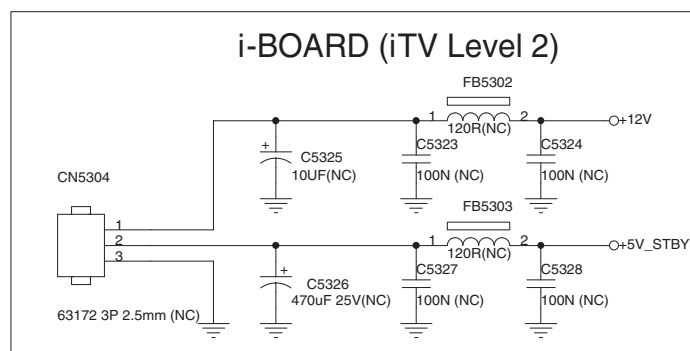 i-BOARD (iTV Level 2)
FB5302
1 2
120R(NC)
+12V
+
C5325
10UF(NC)
C5323
100N (NC)
C5324
100N (NC)
CN5304
1
2
3
63172 3P 2.5mm (NC)
FB5303
1 2
120R(NC)
+5V_STBY
+
C5326
470uF 25V(NC)
C5327
100N (NC)
C5328
100N (NC)